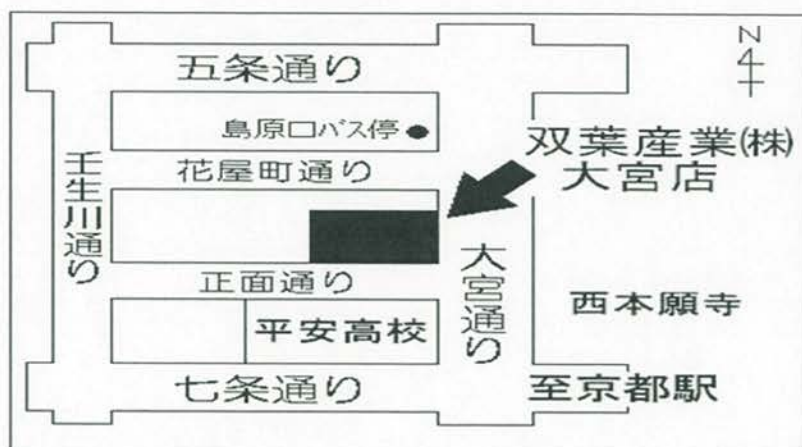 N
五条通り
島原口バス停
双葉産業(株)
大宮店
花屋町通り
壬生川通り
大宮通り
正面通り
西本願寺
平安高校
七条通り
至京都駅